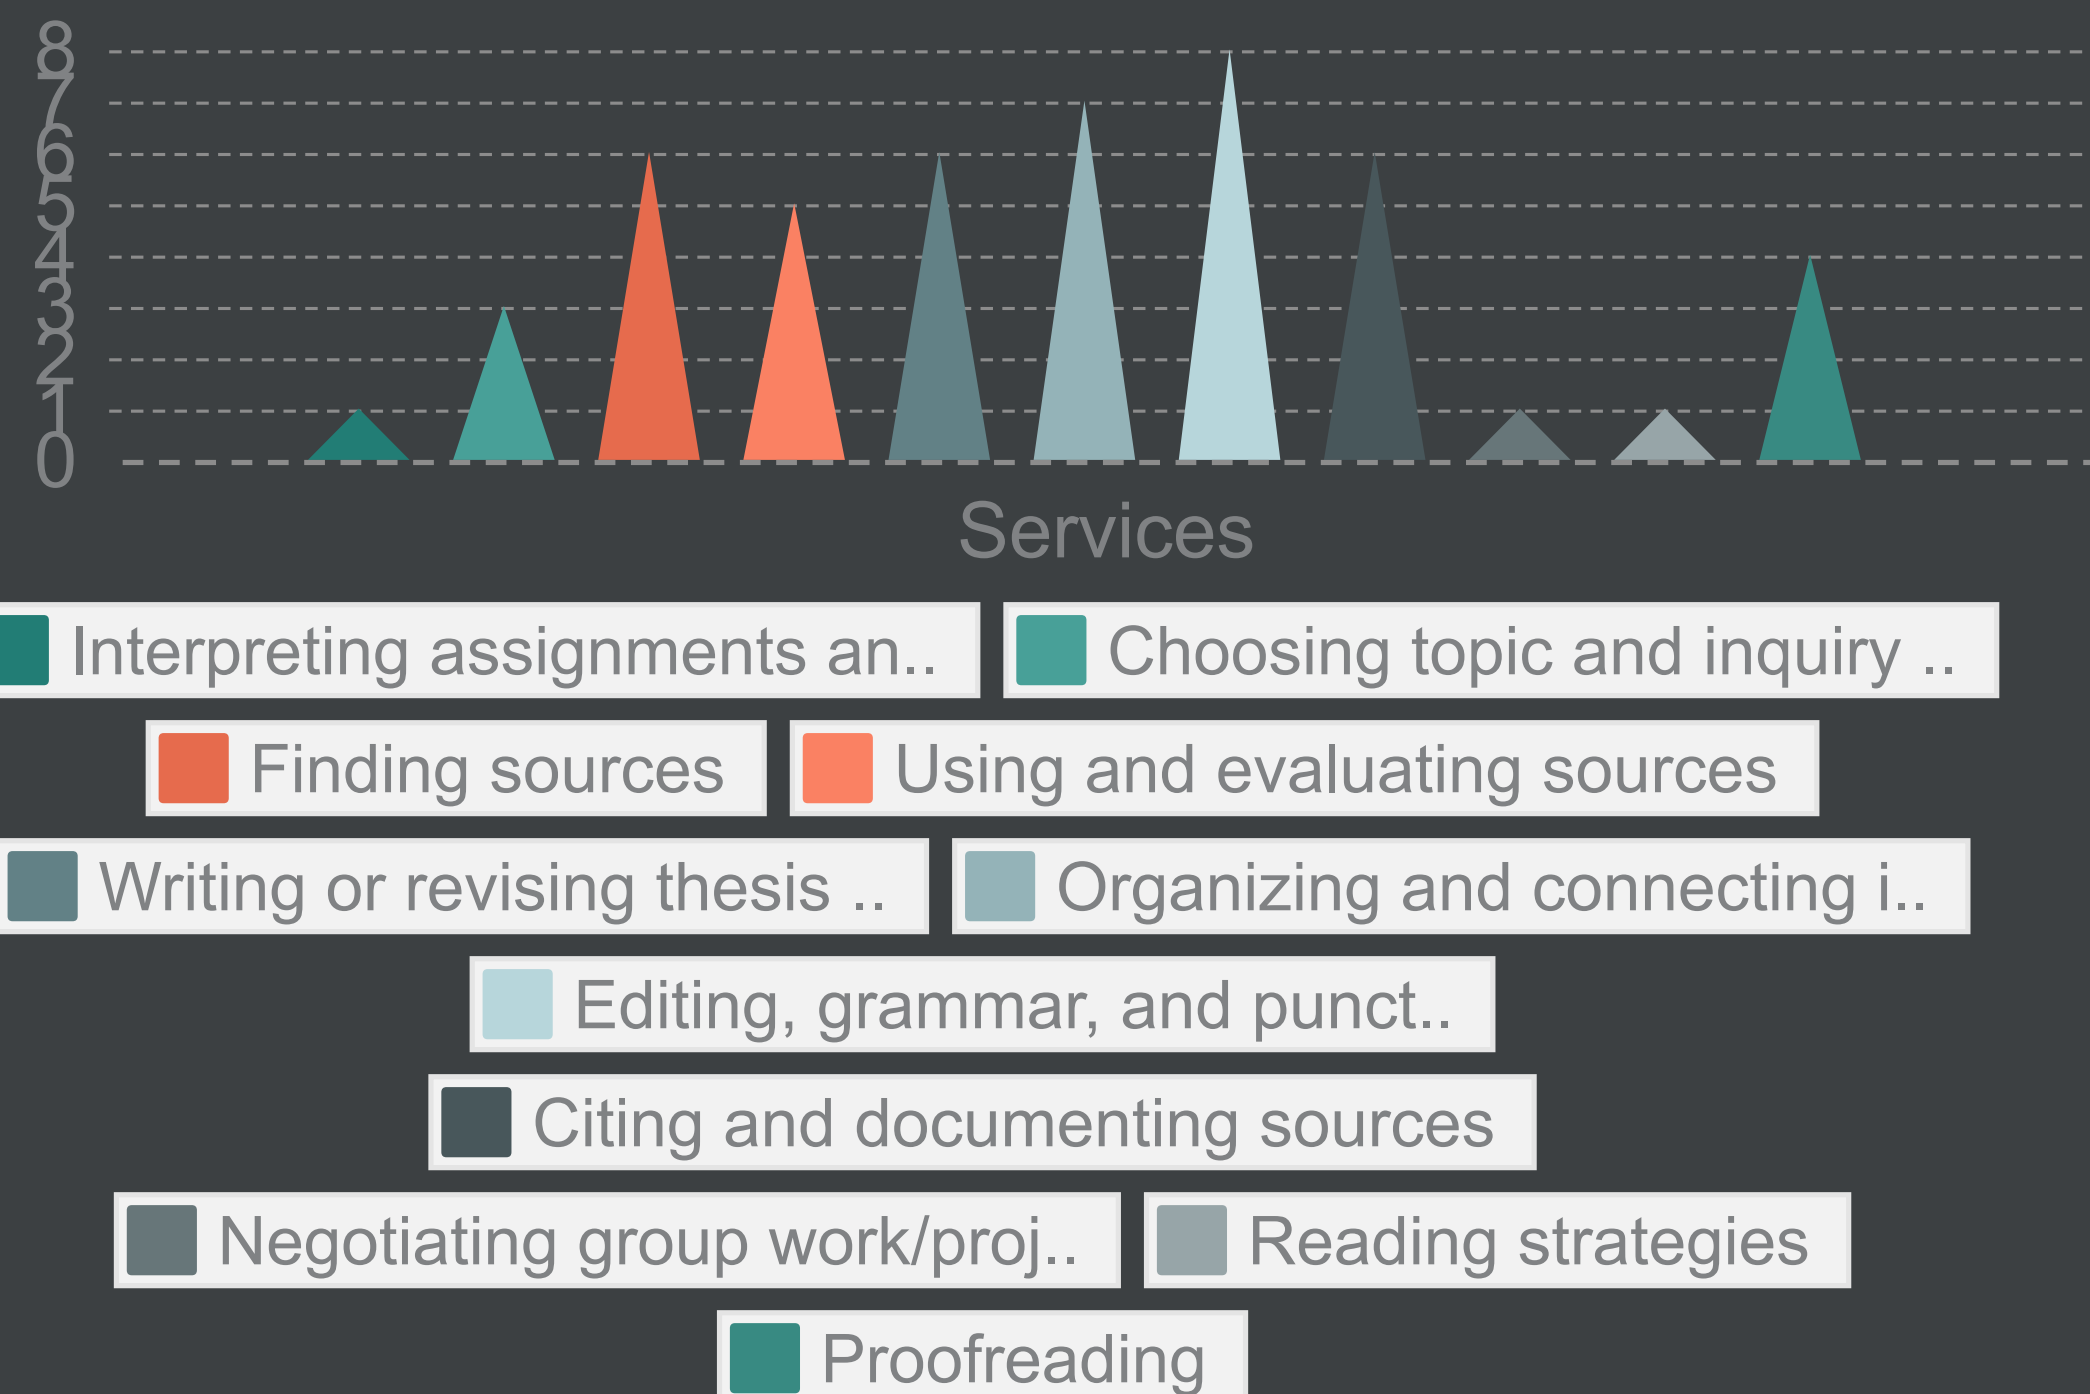 8
7
6
5
4
3
2
1
0
Services
Interpreting assignments an..
Choosing topic and inquiry ..
Finding sources
Using and evaluating sources
Writing or revising thesis ..
Organizing and connecting i..
Editing, grammar, and punct..
Citing and documenting sources
Negotiating group work/proj..
Reading strategies
Proofreading